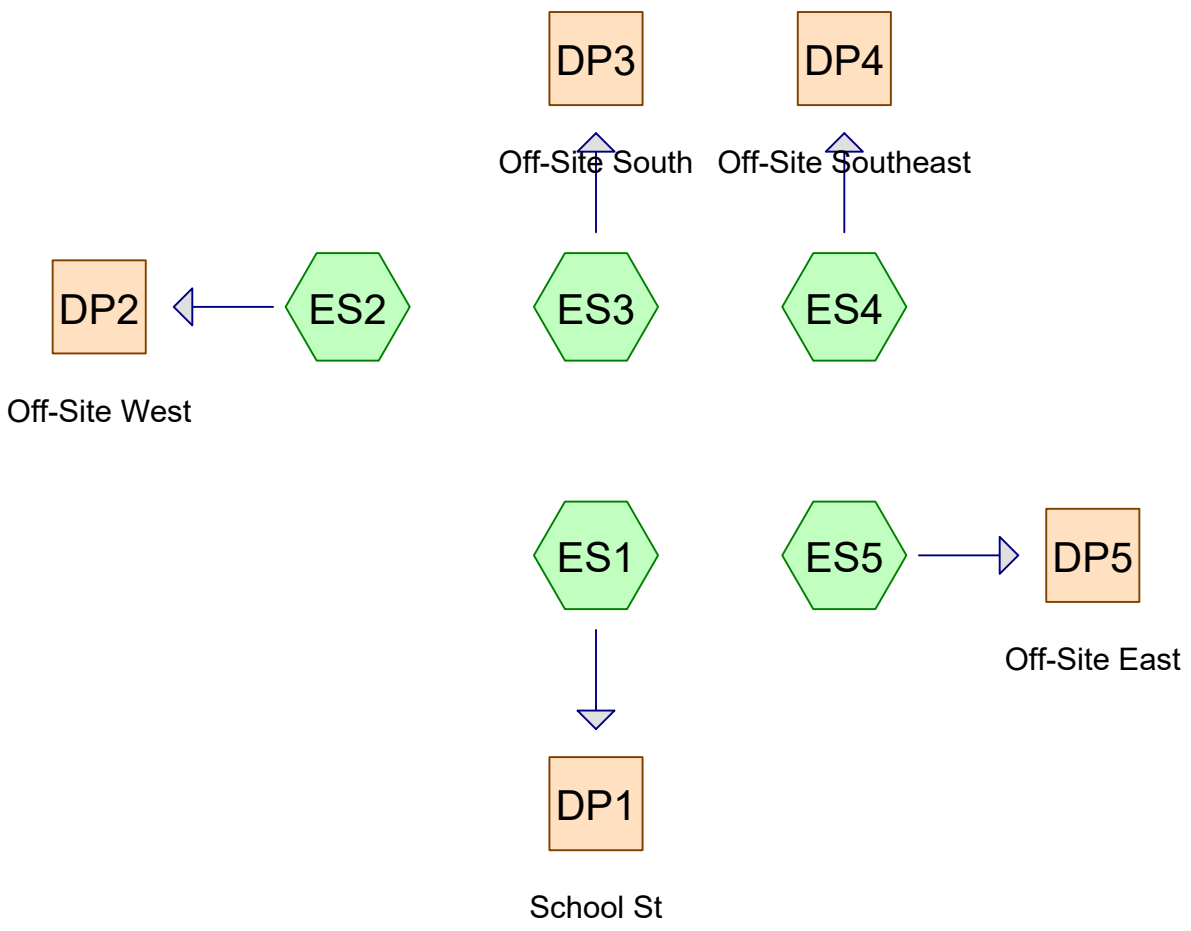 DP3
DP4
Off-Site South
Off-Site Southeast
DP2
ES2
ES3
ES4
Off-Site West
ES1
ES5
DP5
Off-Site East
DP1
School St